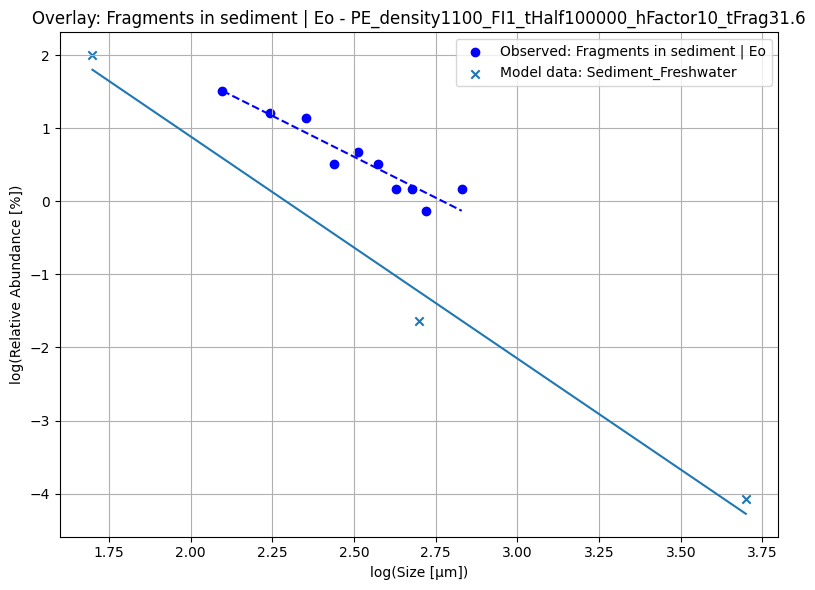 Overlay: Fragments in sediment | Eo - PE_density1100_FI1_tHalf100000_hFactor10_tFrag31.6
Observed: Fragments in sediment | Eo
Model data: Sediment_Freshwater
log(Relative Abundance [%])
2
1
0
−1
−2
−3
−4
1.75 2.00 2.25 2.50 2.75 3.00 3.25 3.50 3.75
log(Size [µm])